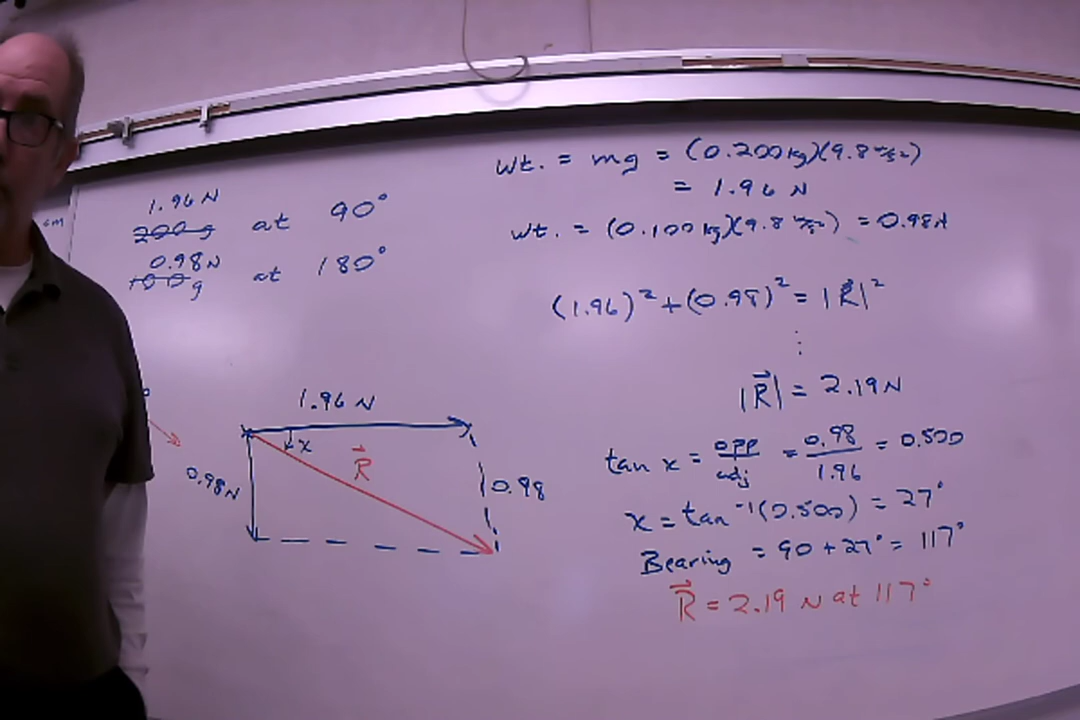 1.96 N
200 g at 90°
0.98 N
100 g at 180°
cm
wt. = mg = (0.200 kg)(9.8 m/s²)
= 1.96 N
wt. = (0.100 kg)(9.8 m/s²) = 0.98N
(1.96)² + (0.98)² = |R⃗|²
⋮
|R⃗| = 2.19 N
tan x = opp/adj = 0.98/1.96 = 0.500
x = tan⁻¹(0.500) = 27°
Bearing = 90 + 27° = 117°
R⃗ = 2.19 N at 117°
1.96 N
x
R⃗
0.98N
0.98